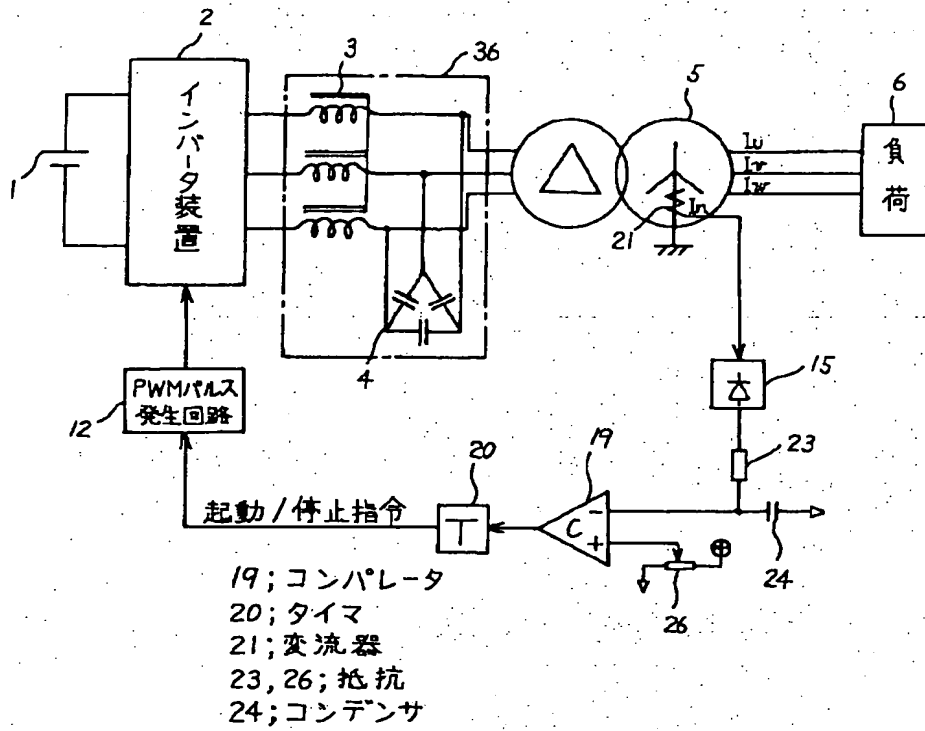 2
3
36
5
6
1
インバータ装置
Iu
Iv
Iw
負荷
In
21
4
15
PWMパルス
発生回路
12
20
19
23
起動/停止指令
T
C
-
+
⊕
24
26
19;コンパレータ
20;タイマ
21;変流器
23,26;抵抗
24;コンデンサ